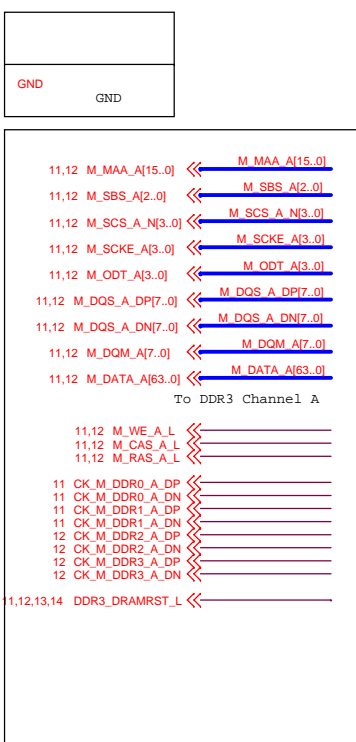 GND
GND
11,12 M_MAA_A[15..0] M_MAA_A[15..0]
11,12 M_SBS_A[2..0] M_SBS_A[2..0]
11,12 M_SCS_A_N[3..0] M_SCS_A_N[3..0]
11,12 M_SCKE_A[3..0] M_SCKE_A[3..0]
11,12 M_ODT_A[3..0] M_ODT_A[3..0]
11,12 M_DQS_A_DP[7..0] M_DQS_A_DP[7..0]
11,12 M_DQS_A_DN[7..0] M_DQS_A_DN[7..0]
11,12 M_DQM_A[7..0] M_DQM_A[7..0]
11,12 M_DATA_A[63..0] M_DATA_A[63..0]
To DDR3 Channel A
11,12 M_WE_A_L
11,12 M_CAS_A_L
11,12 M_RAS_A_L
11 CK_M_DDR0_A_DP
11 CK_M_DDR0_A_DN
11 CK_M_DDR1_A_DP
11 CK_M_DDR1_A_DN
12 CK_M_DDR2_A_DP
12 CK_M_DDR2_A_DN
12 CK_M_DDR3_A_DP
12 CK_M_DDR3_A_DN
11,12,13,14 DDR3_DRAMRST_L